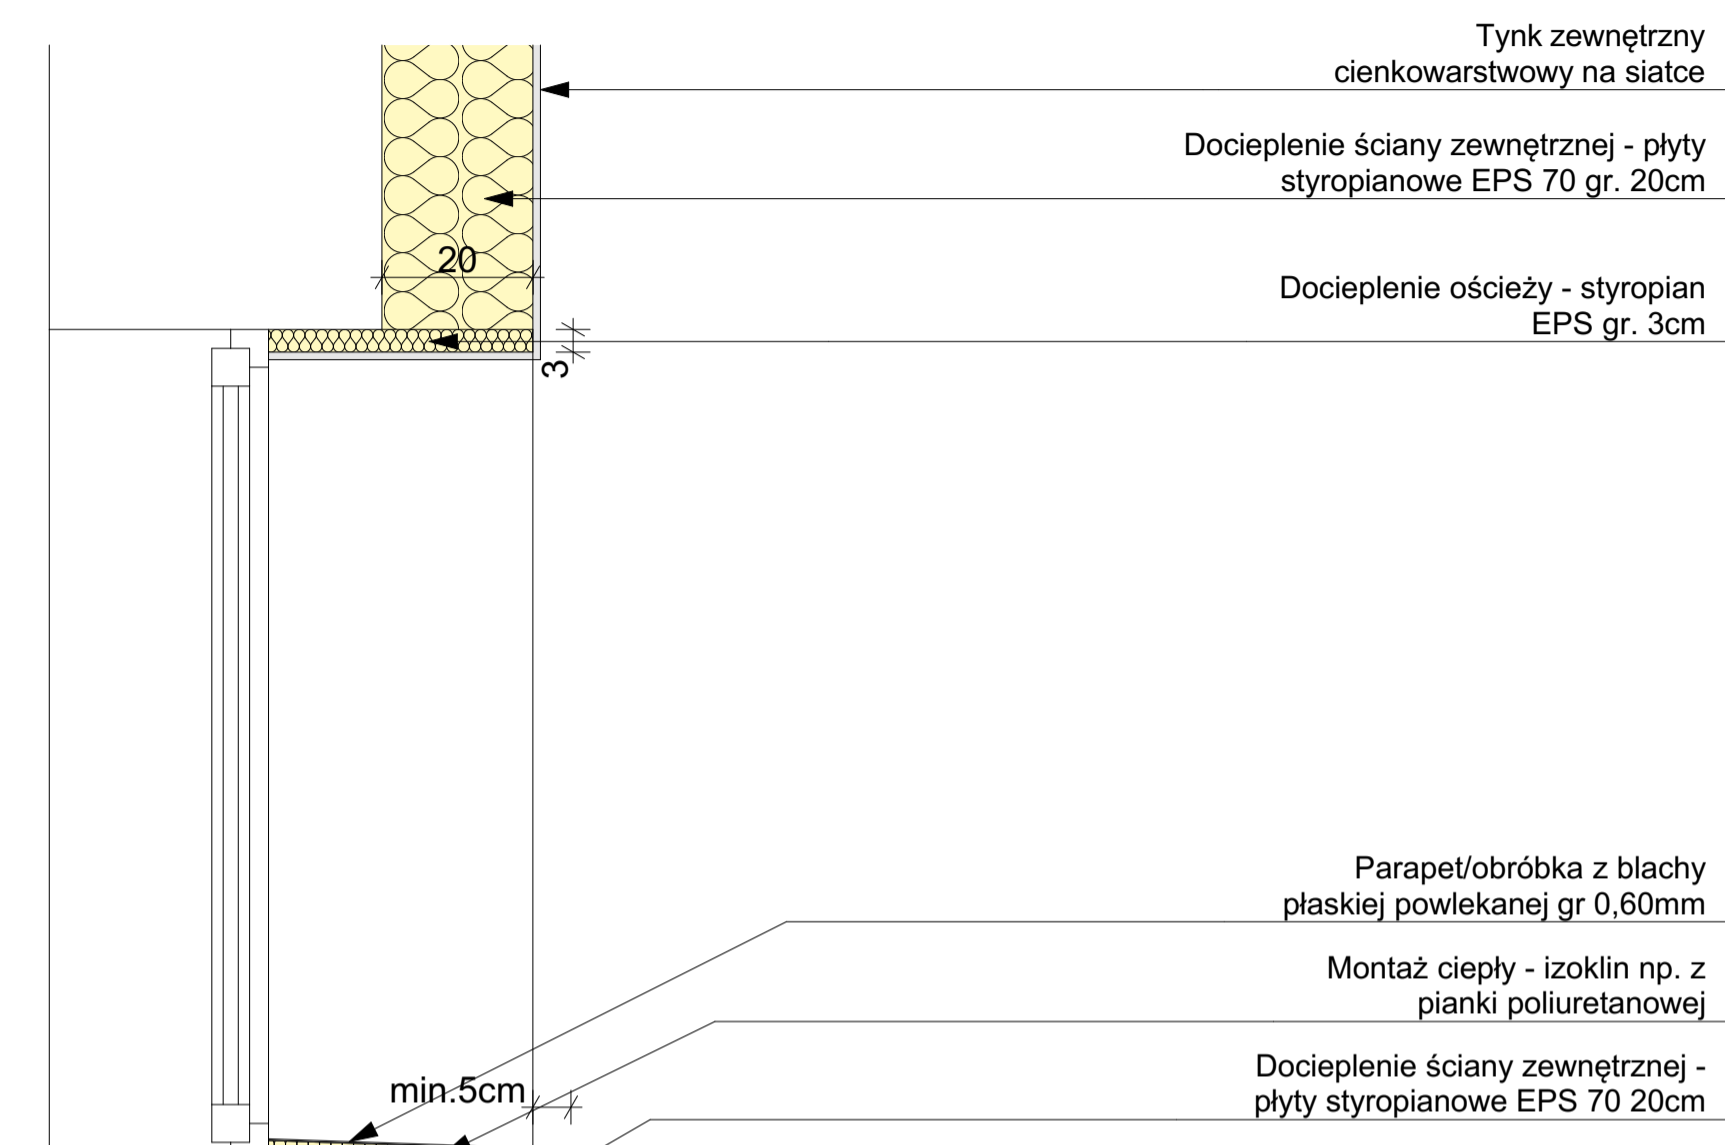 Tynk zewnętrzny
cienkowarstwowy na siatce
Docieplenie ściany zewnętrznej - płyty
styropianowe EPS 70 gr. 20cm
20
Docieplenie ościeży - styropian
EPS gr. 3cm
3
Parapet/obróbka z blachy
płaskiej powlekanej gr 0,60mm
Montaż ciepły - izoklin np. z
pianki poliuretanowej
min.5cm
Docieplenie ściany zewnętrznej -
płyty styropianowe EPS 70 20cm